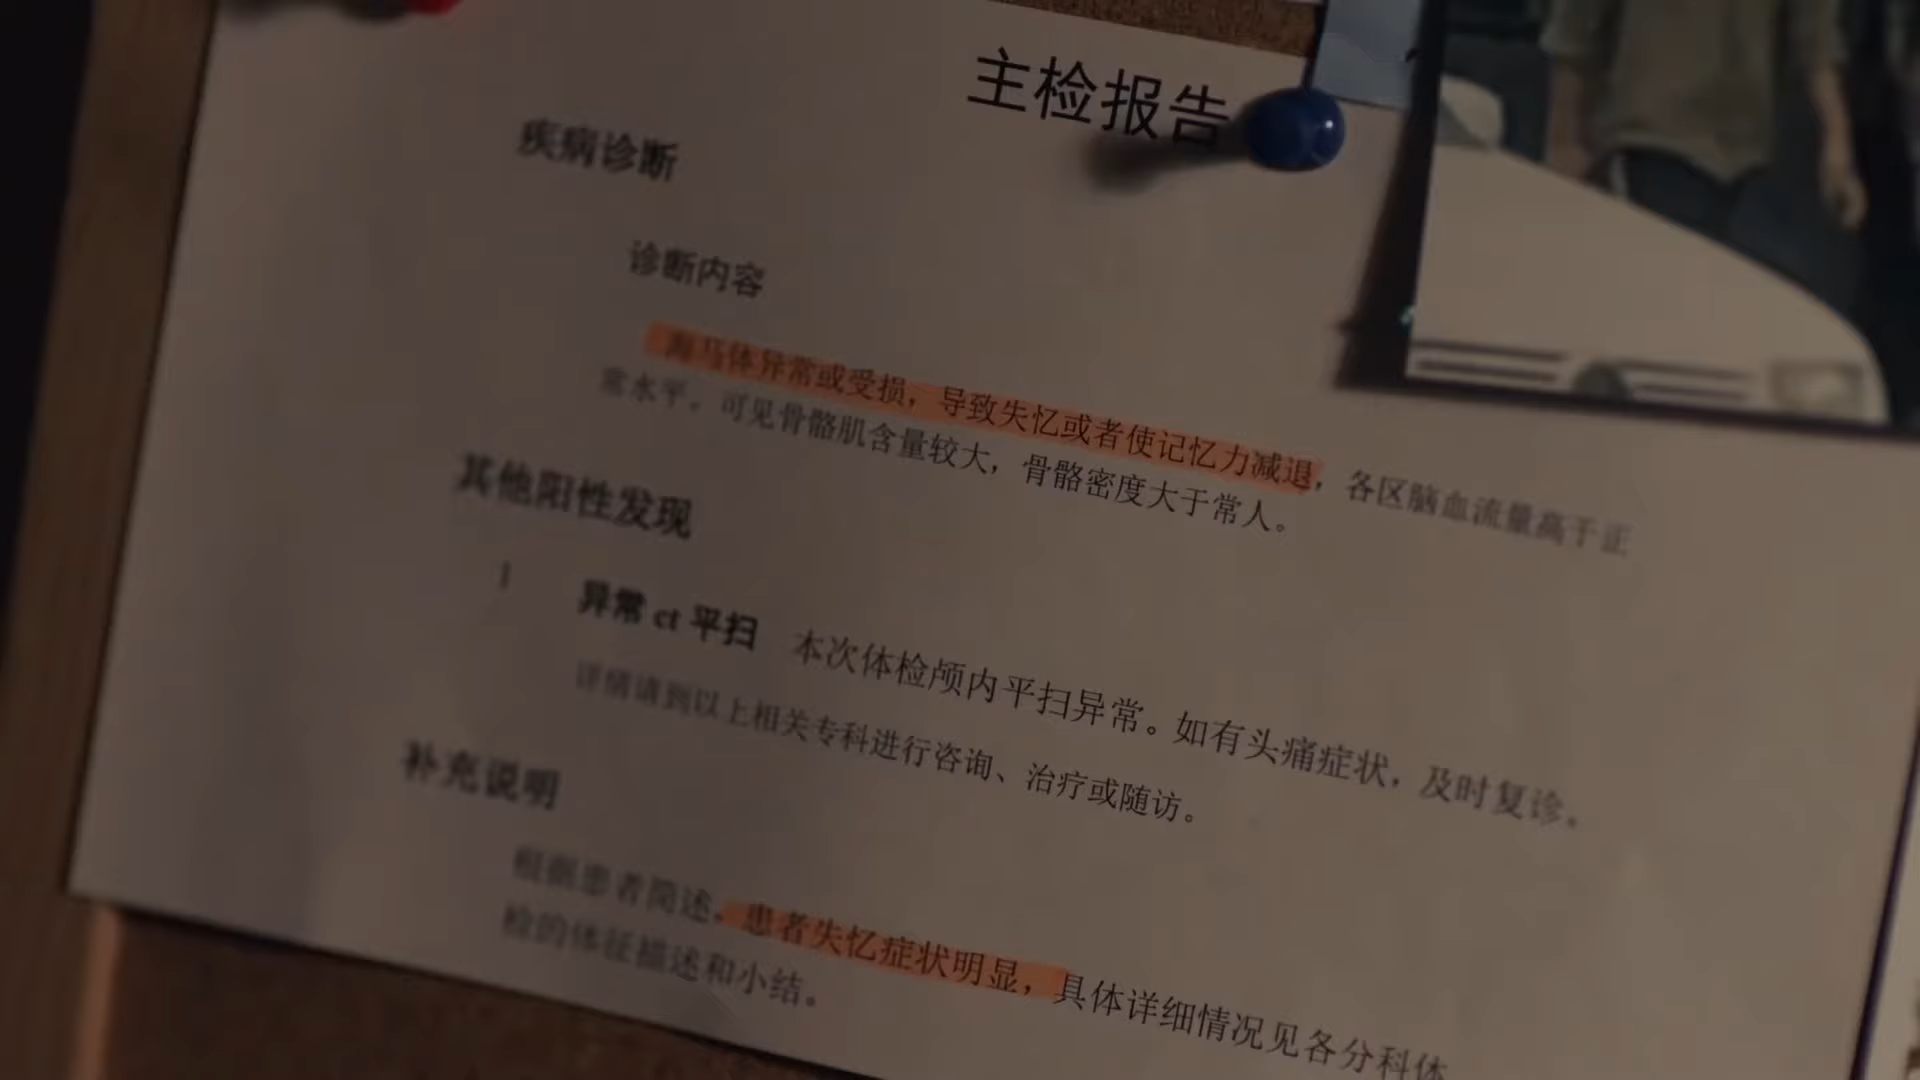 主检报告
疾病诊断
诊断内容
海马体异常或受损，导致失忆或者使记忆力减退，各区脑血流量高于正
常水平。可见骨骼肌含量较大，骨骼密度大于常人。
其他阳性发现
1 异常 ct 平扫 本次体检颅内平扫异常。如有头痛症状，及时复诊。
详情请到以上相关专科进行咨询、治疗或随访。
补充说明
根据患者简述，患者失忆症状明显，具体详细情况见各分科体
检的体征描述和小结。